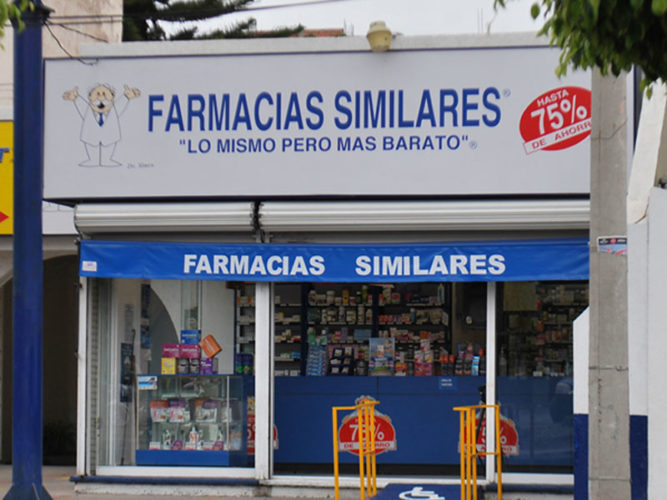 FARMACIAS SIMILARES®
"LO MISMO PERO MAS BARATO"®
HASTA
75%
DE AHORRO
FARMACIAS SIMILARES
75%